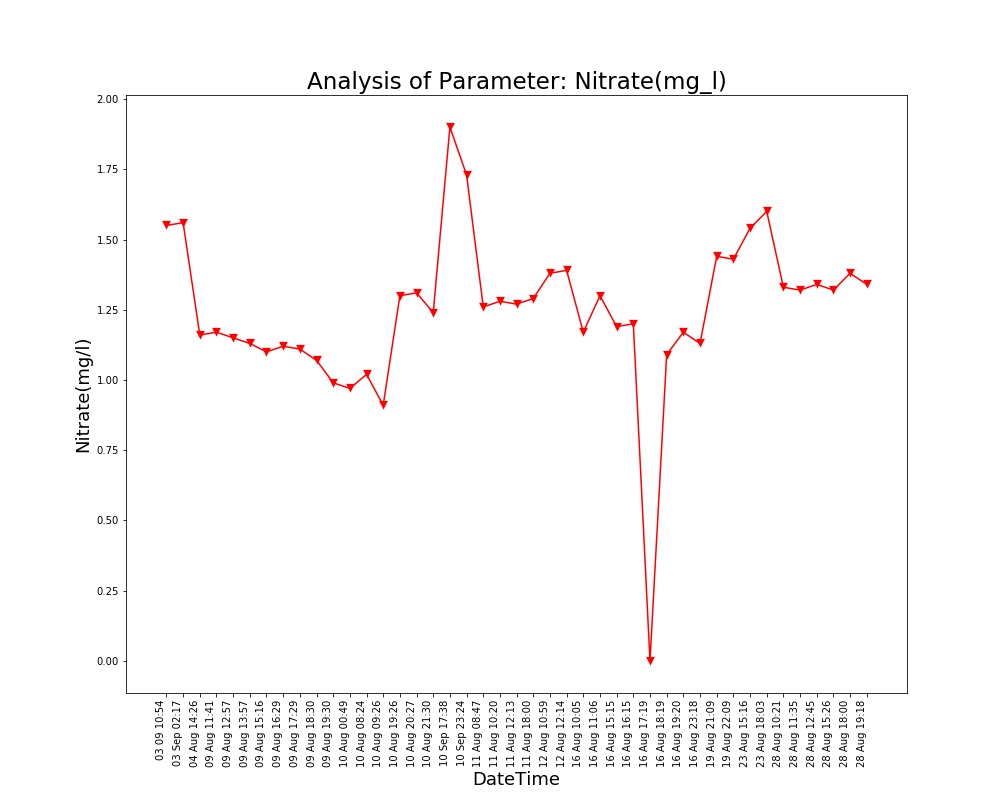 Analysis of Parameter: Nitrate(mg_l)
2.00
1.75
1.50
1.25
1.00
0.75
0.50
0.25
0.00
Nitrate(mg/l)
03 09 10:54
03 Sep 02:17
04 Aug 14:26
09 Aug 11:41
09 Aug 12:57
09 Aug 13:57
09 Aug 15:16
09 Aug 16:29
09 Aug 17:29
09 Aug 18:30
09 Aug 19:30
10 Aug 00:49
10 Aug 08:24
10 Aug 09:26
10 Aug 19:26
10 Aug 20:27
10 Aug 21:30
10 Sep 17:38
10 Sep 23:24
11 Aug 08:47
11 Aug 10:20
11 Aug 12:13
11 Aug 18:00
12 Aug 10:59
12 Aug 12:14
16 Aug 10:05
16 Aug 11:06
16 Aug 15:15
16 Aug 16:15
16 Aug 17:19
16 Aug 18:19
16 Aug 19:20
16 Aug 23:18
19 Aug 21:09
19 Aug 22:09
23 Aug 15:16
23 Aug 18:03
28 Aug 10:21
28 Aug 11:35
28 Aug 12:45
28 Aug 15:26
28 Aug 18:00
28 Aug 19:18
DateTime